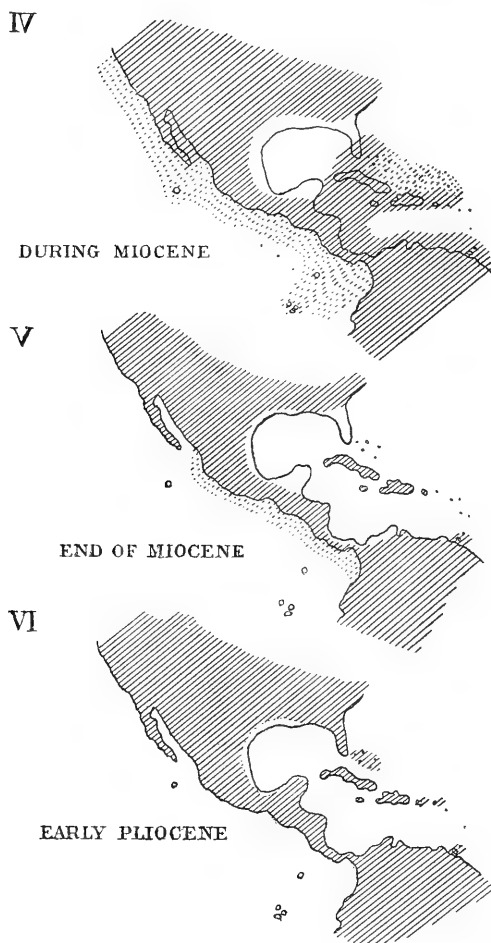 IV
DURING MIOCENE
V
END OF MIOCENE
VI
EARLY PLIOCENE